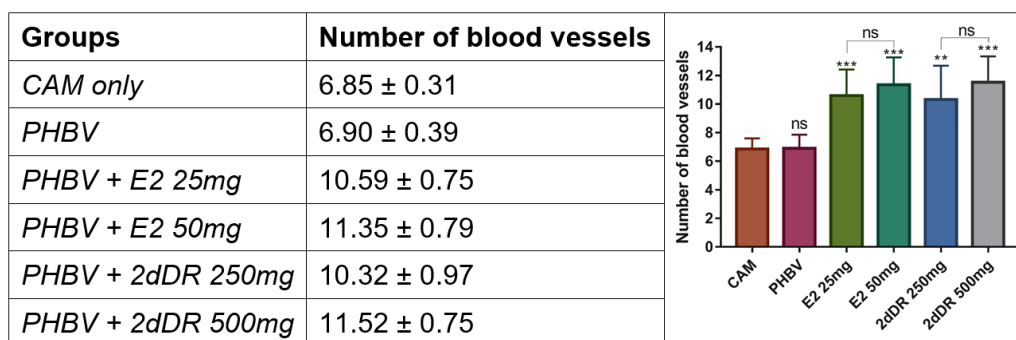 Groups Number of blood vessels
CAM only 6.85 ± 0.31
PHBV 6.90 ± 0.39
PHBV + E2 25mg 10.59 ± 0.75
PHBV + E2 50mg 11.35 ± 0.79
PHBV + 2dDR 250mg 10.32 ± 0.97
PHBV + 2dDR 500mg 11.52 ± 0.75
Number of blood vessels
14
12
10
8
6
4
2
0
ns
ns
ns
***
***
**
***
CAM
PHBV
E2 25mg
E2 50mg
2dDR 250mg
2dDR 500mg